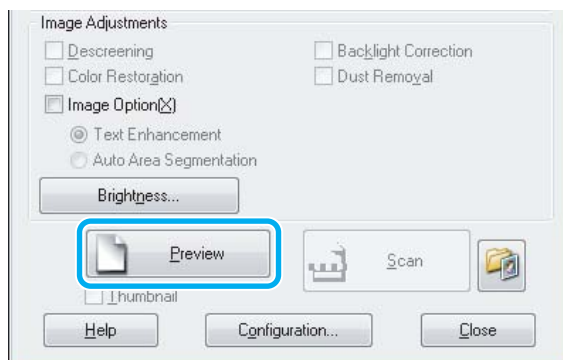 Image Adjustments
Descreening Backlight Correction
Color Restoration Dust Removal
Image Option(X)
Text Enhancement
Auto Area Segmentation
Brightness...
Preview Scan
Thumbnail
Help Configuration... Close